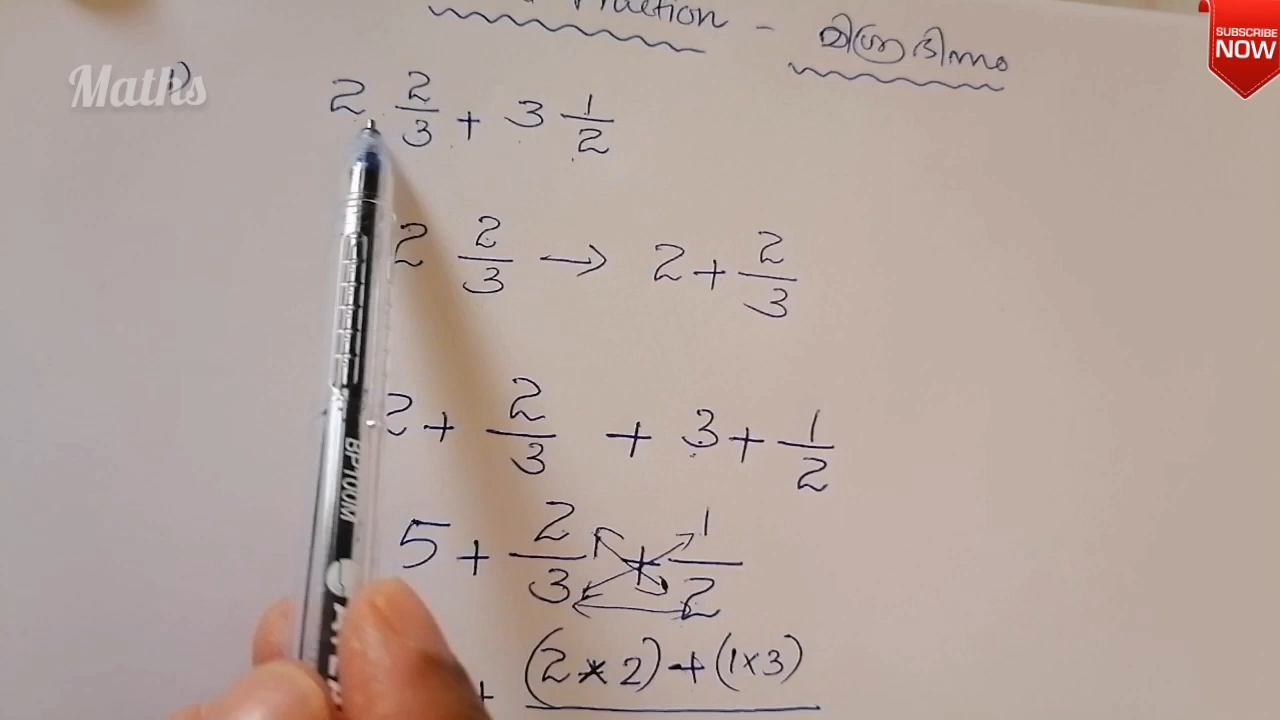 Fraction - മിശ്രഭിന്നം
SUBSCRIBE NOW
Maths
2 2/3 + 3 1/2
2 2/3 → 2 + 2/3
2 + 2/3 + 3 + 1/2
5 + 2/3 + 1/2
+ (2 × 2) + (1 × 3)
BP100M